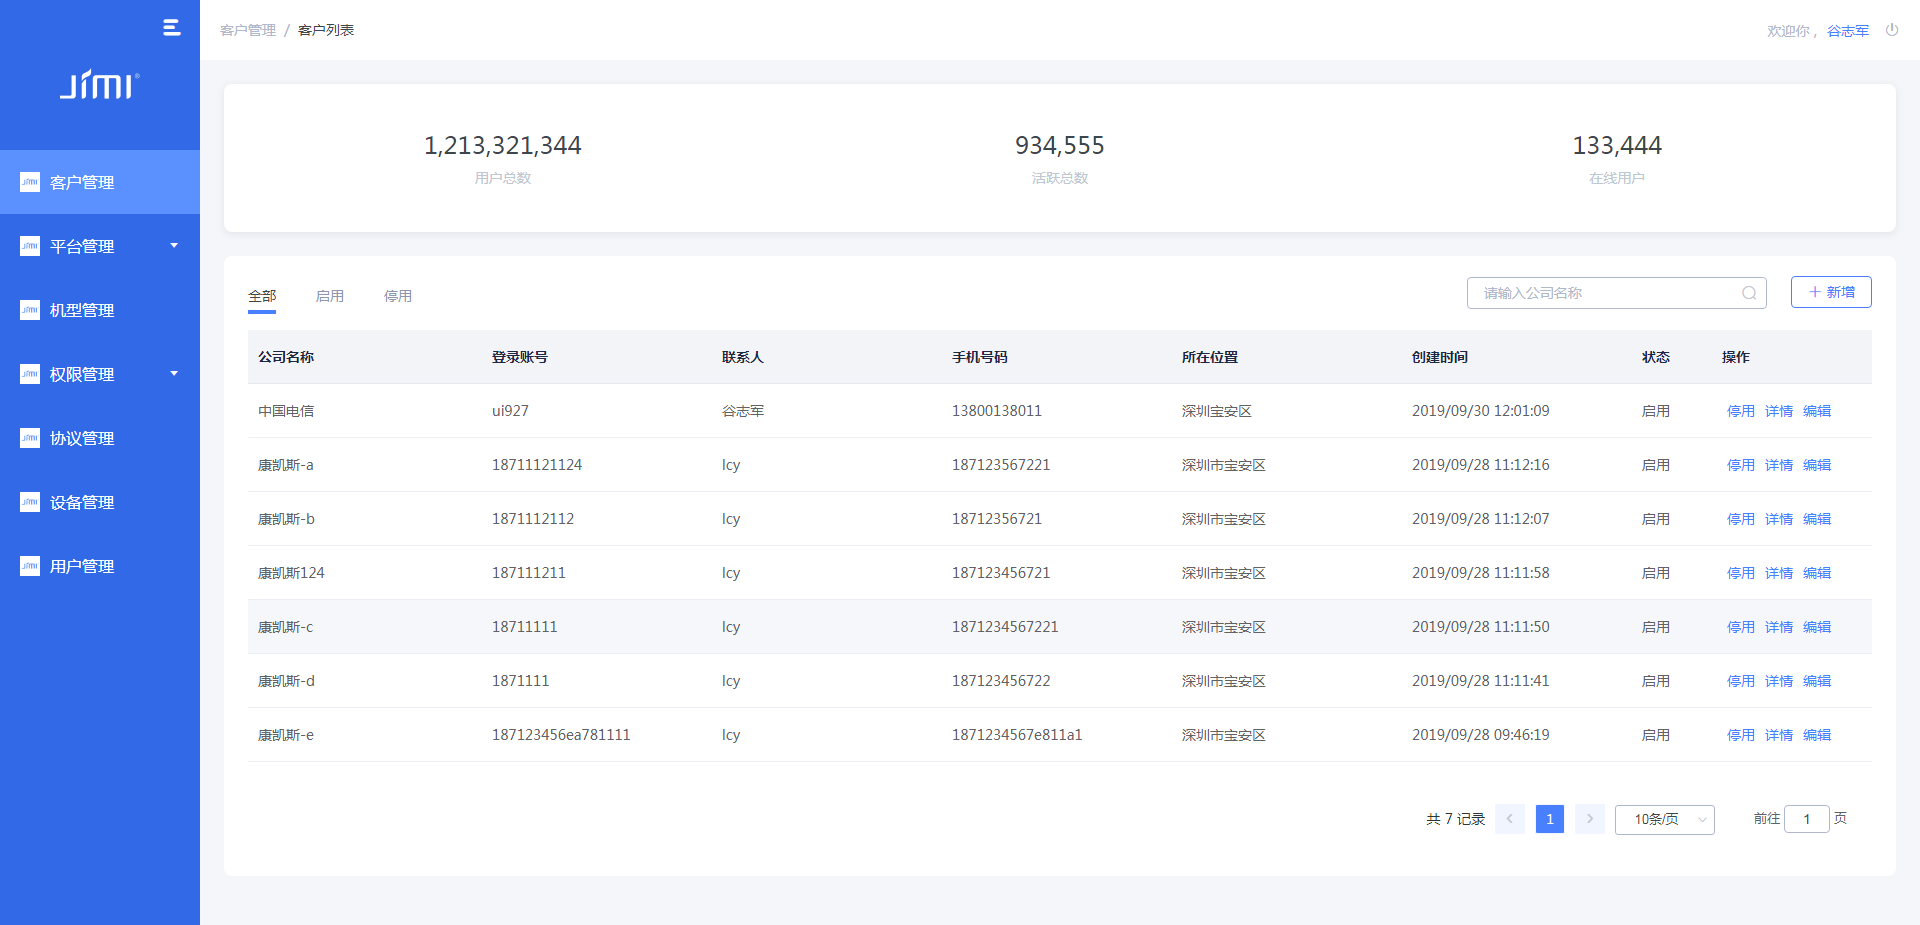 JIMI®
客户管理
平台管理
机型管理
权限管理
协议管理
设备管理
用户管理
客户管理 / 客户列表
欢迎你， 谷志军
1,213,321,344
用户总数
934,555
活跃总数
133,444
在线用户
全部 启用 停用
请输入公司名称
+ 新增
公司名称 登录账号 联系人 手机号码 所在位置 创建时间 状态 操作
中国电信 ui927 谷志军 13800138011 深圳宝安区 2019/09/30 12:01:09 启用 停用 详情 编辑
康凯斯-a 18711121124 lcy 187123567221 深圳市宝安区 2019/09/28 11:12:16 启用 停用 详情 编辑
康凯斯-b 1871112112 lcy 18712356721 深圳市宝安区 2019/09/28 11:12:07 启用 停用 详情 编辑
康凯斯124 187111211 lcy 187123456721 深圳市宝安区 2019/09/28 11:11:58 启用 停用 详情 编辑
康凯斯-c 18711111 lcy 1871234567221 深圳市宝安区 2019/09/28 11:11:50 启用 停用 详情 编辑
康凯斯-d 1871111 lcy 187123456722 深圳市宝安区 2019/09/28 11:11:41 启用 停用 详情 编辑
康凯斯-e 187123456ea781111 lcy 1871234567e811a1 深圳市宝安区 2019/09/28 09:46:19 启用 停用 详情 编辑
共 7 记录 < 1 > 10条/页 前往 1 页